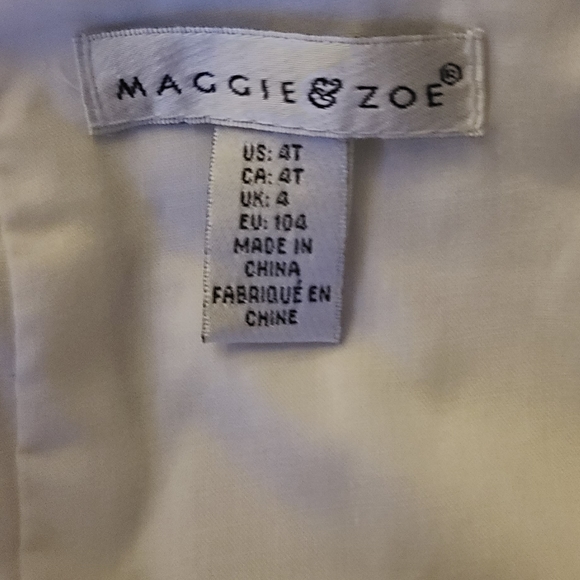 MAGGIE & ZOE®
US: 4T
CA: 4T
UK: 4
EU: 104
MADE IN
CHINA
FABRIQUÉ EN
CHINE